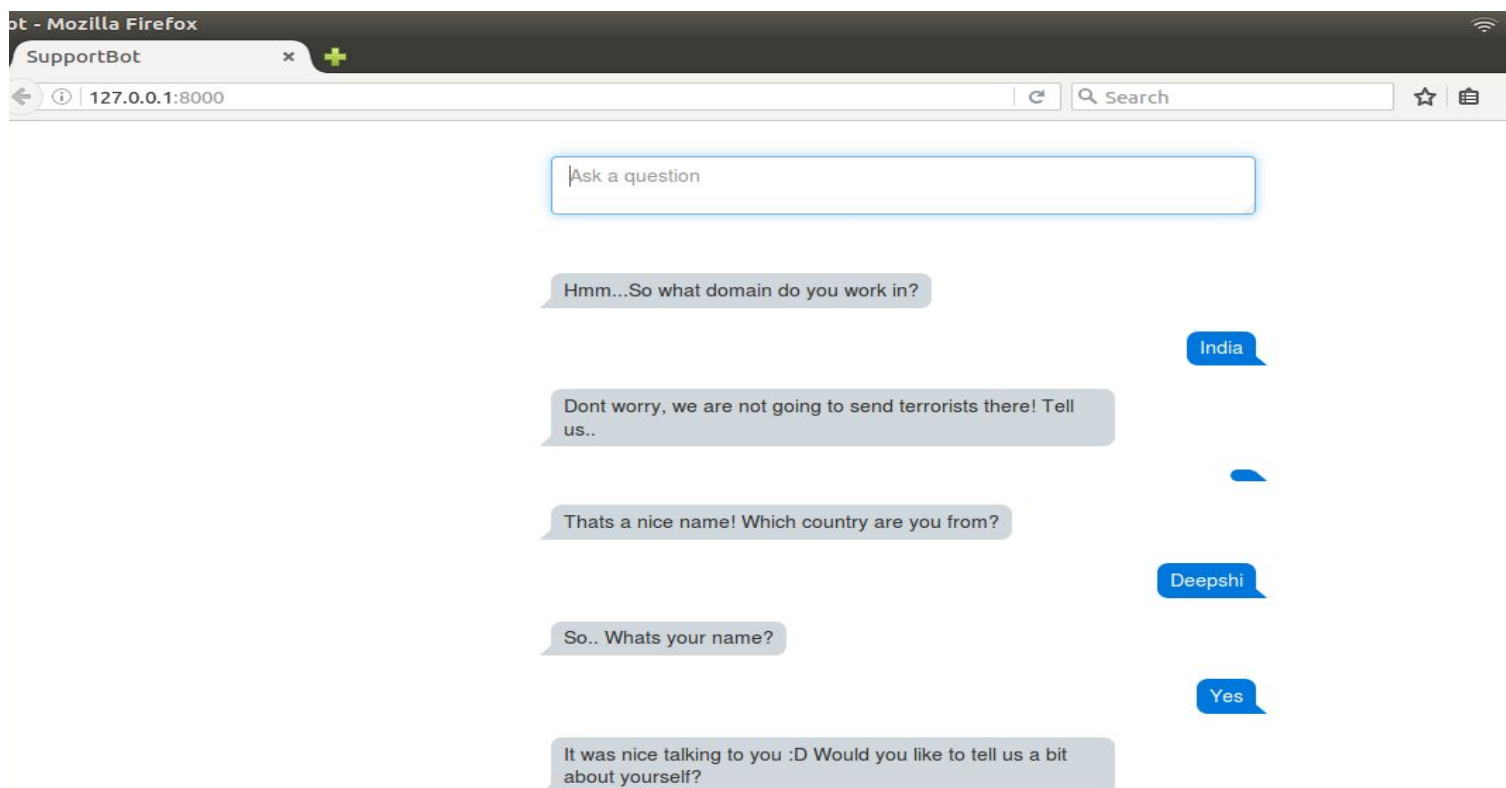 ot - Mozilla Firefox
SupportBot
127.0.0.1:8000
Search
Ask a question
Hmm...So what domain do you work in?
India
Dont worry, we are not going to send terrorists there! Tell
us..
Thats a nice name! Which country are you from?
Deepshi
So.. Whats your name?
Yes
It was nice talking to you :D Would you like to tell us a bit
about yourself?